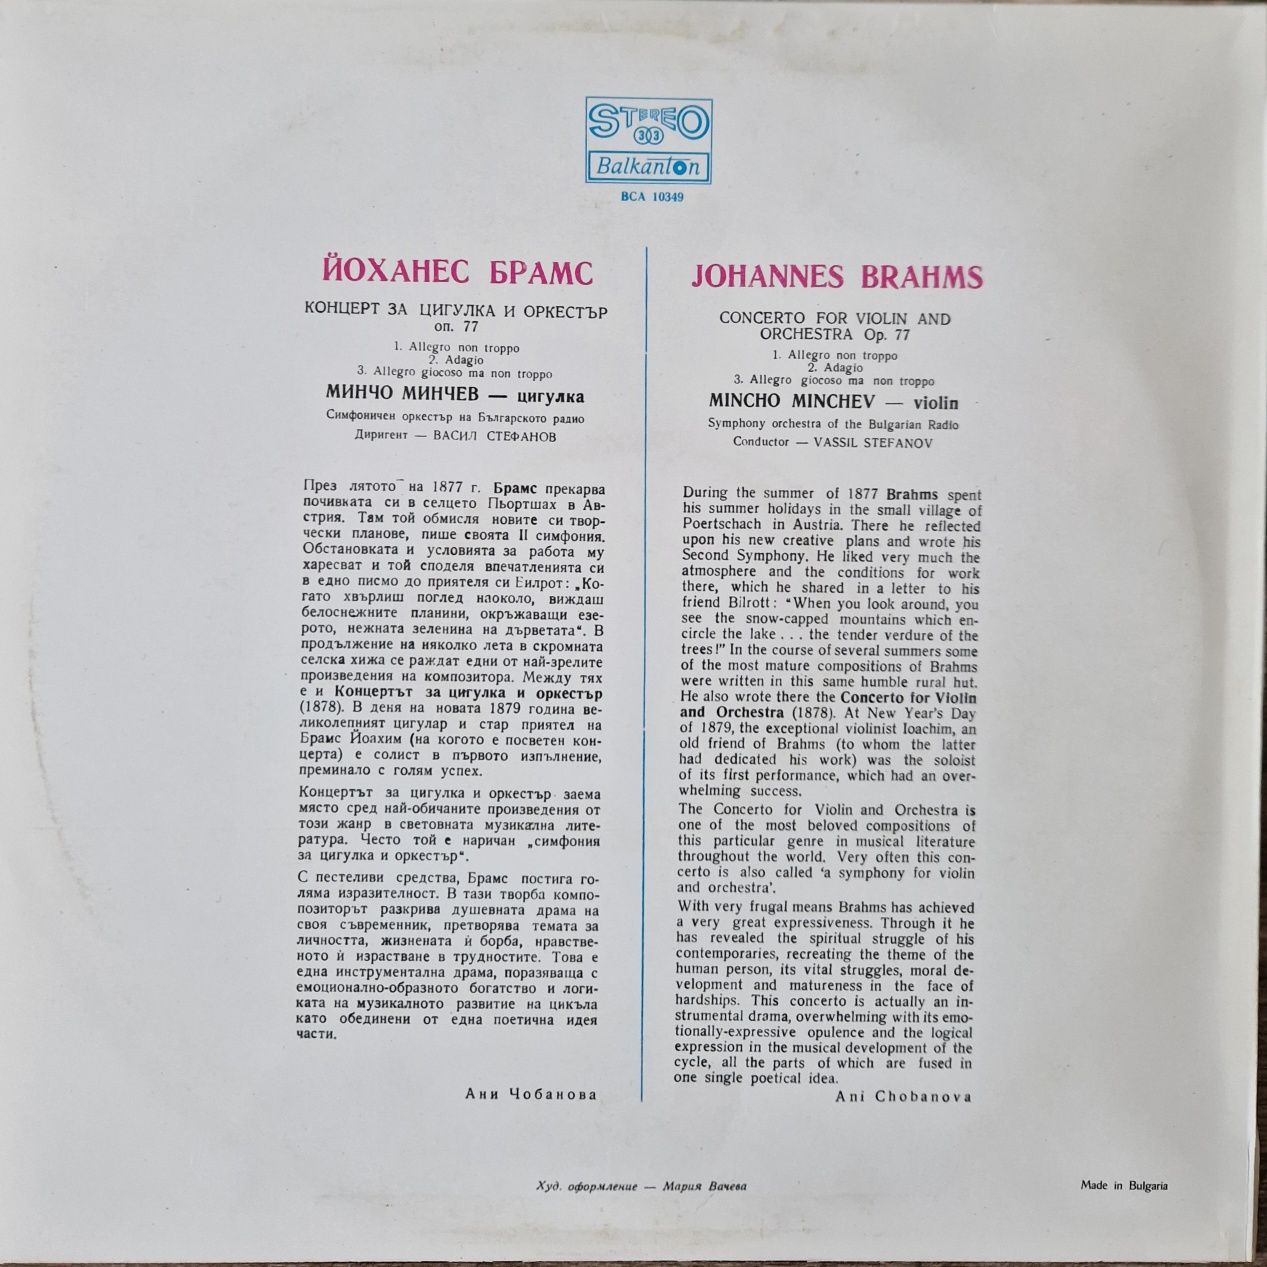 STEREO
33
Balkanton
ВСА 10349
ЙОХАНЕС БРАМС
КОНЦЕРТ ЗА ЦИГУЛКА И ОРКЕСТЪР
оп. 77
1. Allegro non troppo
2. Adagio
3. Allegro giocoso ma non troppo
МИНЧО МИНЧЕВ — цигулка
Симфоничен оркестър на Българското радио
Диригент — ВАСИЛ СТЕФАНОВ
През лятото на 1877 г. Брамс прекарва
почивката си в селцето Пьортшах в Ав-
стрия. Там той обмисля новите си твор-
чески планове, пише своята II симфония.
Обстановката и условията за работа му
харесват и той споделя впечатленията си
в едно писмо до приятеля си Билрот: „Ко-
гато хвърлиш поглед наоколо, виждаш
белоснежните планини, окръжаващи езе-
рото, нежната зеленина на дърветата“. В
продължение на няколко лета в скромната
селска хижа се раждат едни от най-зрелите
произведения на композитора. Между тях
е и Концертът за цигулка и оркестър
(1878). В деня на новата 1879 година ве-
ликолепният цигулар и стар приятел на
Брамс Йоахим (на когото е посветен кон-
церта) е солист в първото изпълнение,
преминало с голям успех.
Концертът за цигулка и оркестър заема
място сред най-обичаните произведения от
този жанр в световната музикална лите-
ратура. Често той е наричан „симфония
за цигулка и оркестър“.
С пестеливи средства, Брамс постига го-
ляма изразителност. В тази творба компо-
позиторът разкрива душевната драма на
своя съвременник, претворява темата за
личността, жизнената ѝ борба, нравстве-
ното ѝ израстване в трудностите. Това е
една инструментална драма, поразяваща с
емоционално-образното богатство и логи-
ката на музикалното развитие на цикъла
като обединени от една поетична идея
части.
Ани Чобанова
JOHANNES BRAHMS
CONCERTO FOR VIOLIN AND
ORCHESTRA Op. 77
1. Allegro non troppo
2. Adagio
3. Allegro giocoso ma non troppo
MINCHO MINCHEV — violin
Symphony orchestra of the Bulgarian Radio
Conductor — VASSIL STEFANOV
During the summer of 1877 Brahms spent
his summer holidays in the small village of
Poertschach in Austria. There he reflected
upon his new creative plans and wrote his
Second Symphony. He liked very much the
atmosphere and the conditions for work
there, which he shared in a letter to his
friend Bilrott: “When you look around, you
see the snow-capped mountains which en-
circle the lake . . . the tender verdure of the
trees!” In the course of several summers some
of the most mature compositions of Brahms
were written in this same humble rural hut.
He also wrote there the Concerto for Violin
and Orchestra (1878). At New Year's Day
of 1879, the exceptional violinist Ioachim, an
old friend of Brahms (to whom the latter
had dedicated his work) was the soloist
of its first performance, which had an over-
whelming success.
The Concerto for Violin and Orchestra is
one of the most beloved compositions of
this particular genre in musical literature
throughout the world. Very often this con-
certo is also called ‘a symphony for violin
and orchestra’.
With very frugal means Brahms has achieved
a very great expressiveness. Through it he
has revealed the spiritual struggle of his
contemporaries, recreating the theme of the
human person, its vital struggles, moral de-
velopment and matureness in the face of
hardships. This concerto is actually an in-
strumental drama, overwhelming with its emo-
tionally-expressive opulence and the logical
expression in the musical development of the
cycle, all the parts of which are fused in
one single poetical idea.
Ani Chobanova
Худ. оформление — Мария Вачева
Made in Bulgaria